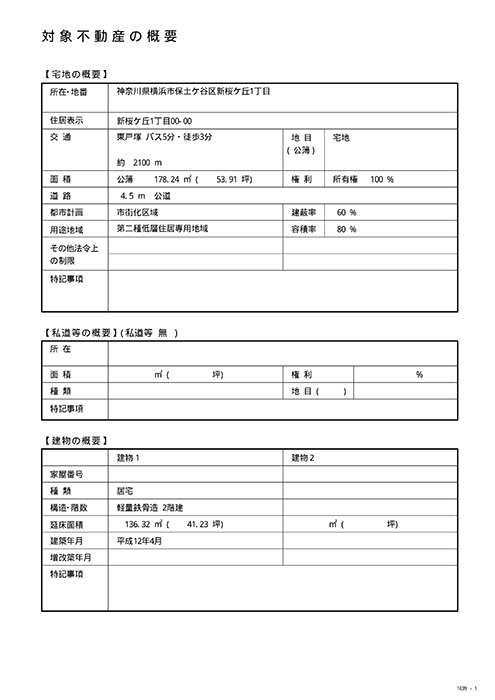 対象不動産の概要
【宅地の概要】
所在・地番 神奈川県横浜市保土ケ谷区新桜ケ丘1丁目
住居表示 新桜ケ丘1丁目00-00
交 通 東戸塚 バス5分・徒歩3分 地 目 宅地
(公簿)
約 2100 m
面 積 公簿 178.24 ㎡ ( 53.91 坪) 権 利 所有権 100 %
道 路 4.5 m 公道
都市計画 市街化区域 建蔽率 60 %
用途地域 第二種低層住居専用地域 容積率 80 %
その他法令上
の制限
特記事項
【私道等の概要】(私道等 無 )
所 在
面 積 ㎡ ( 坪) 権 利 %
種 類 地 目 ( )
特記事項
【建物の概要】
建物1 建物2
家屋番号
種 類 居宅
構造・階数 軽量鉄骨造 2階建
延床面積 136.32 ㎡ ( 41.23 坪) ㎡ ( 坪)
建築年月 平成12年4月
増改築年月
特記事項
1639 - 1